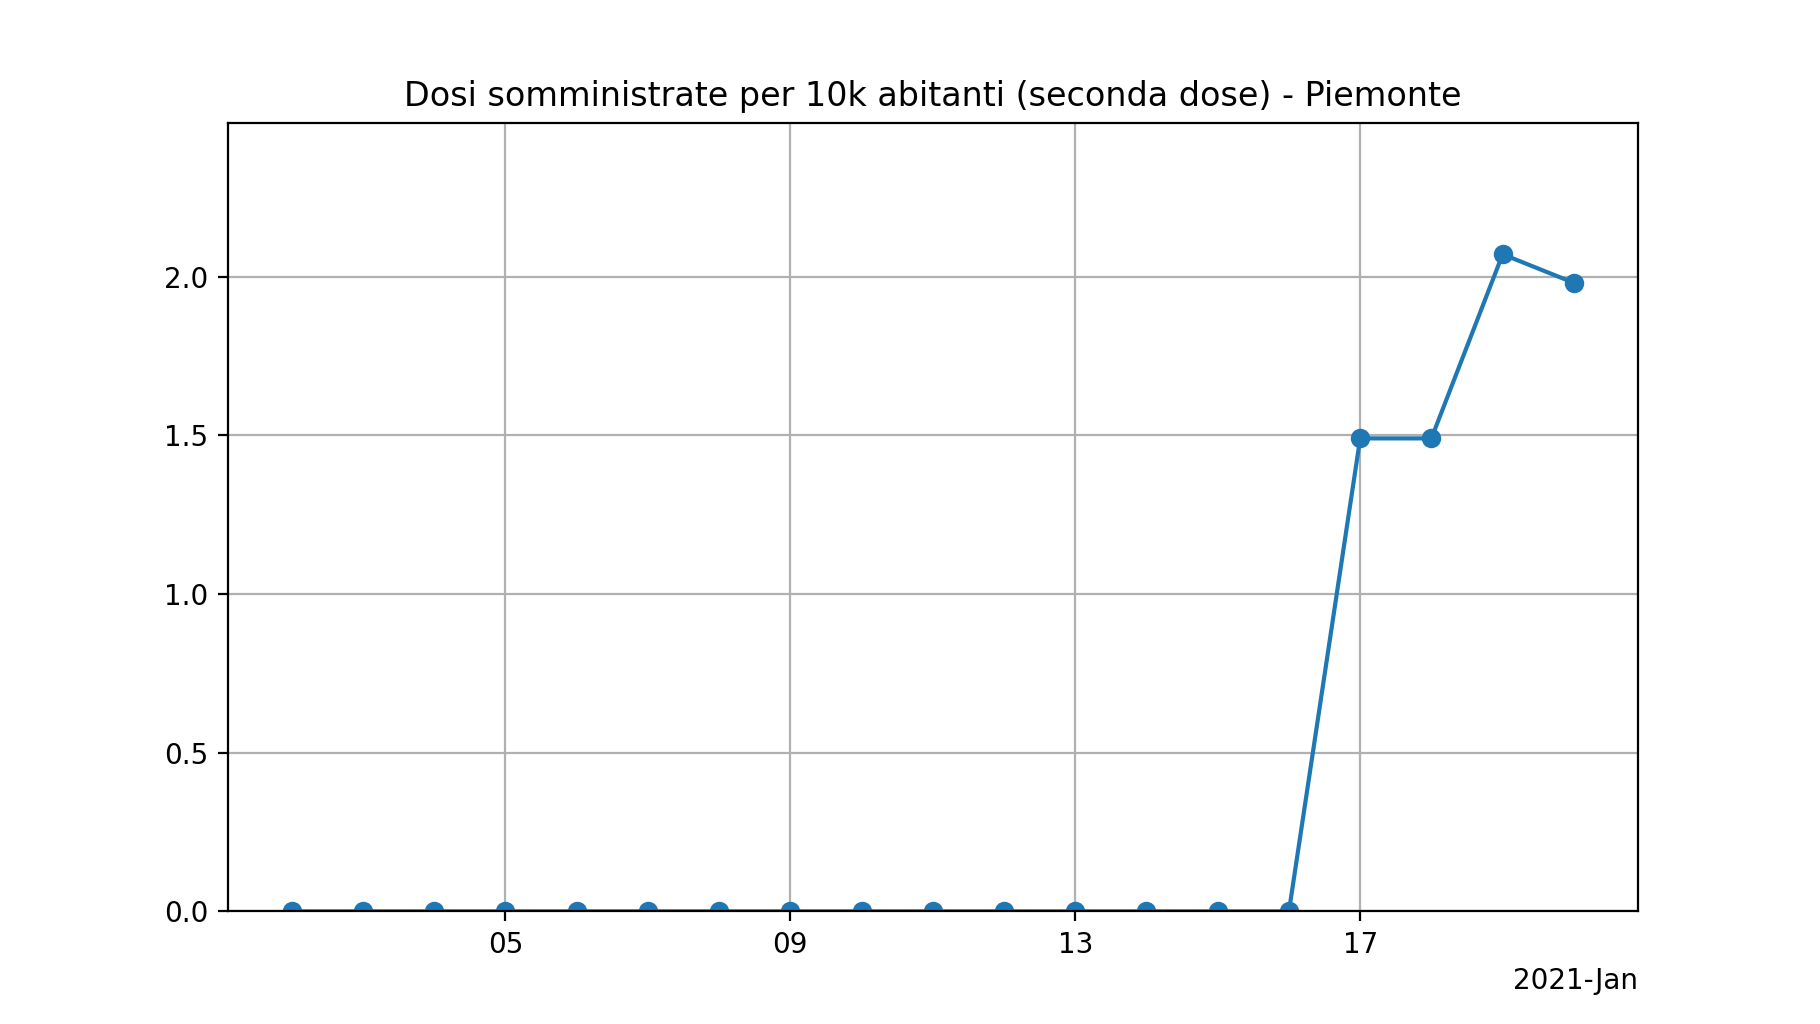 Dosi somministrate per 10k abitanti (seconda dose) - Piemonte
2.0
1.5
1.0
0.5
0.0
05 09 13 17
2021-Jan